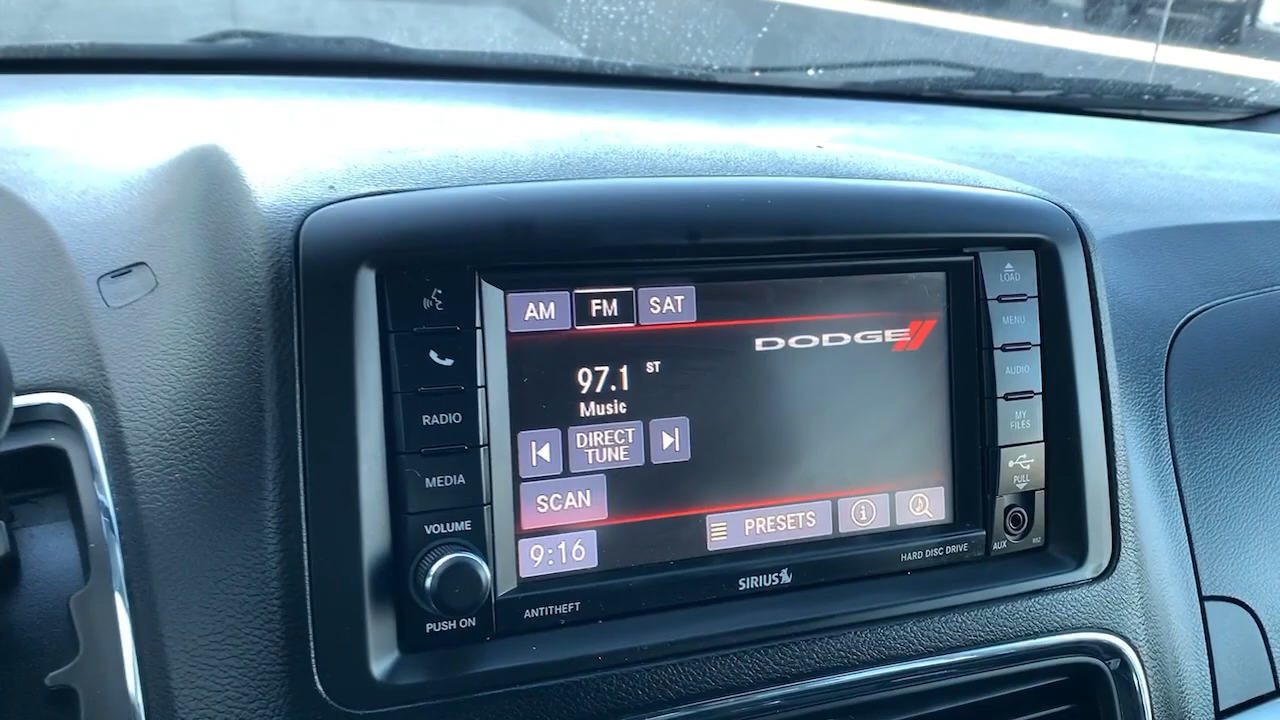 AM FM SAT
DODGE
97.1 ST
Music
DIRECT
TUNE
SCAN
PRESETS
9:16
RADIO
MEDIA
VOLUME
PUSH ON
ANTITHEFT
SIRIUS
HARD DISC DRIVE
LOAD
MENU
AUDIO
MY
FILES
PULL
AUX